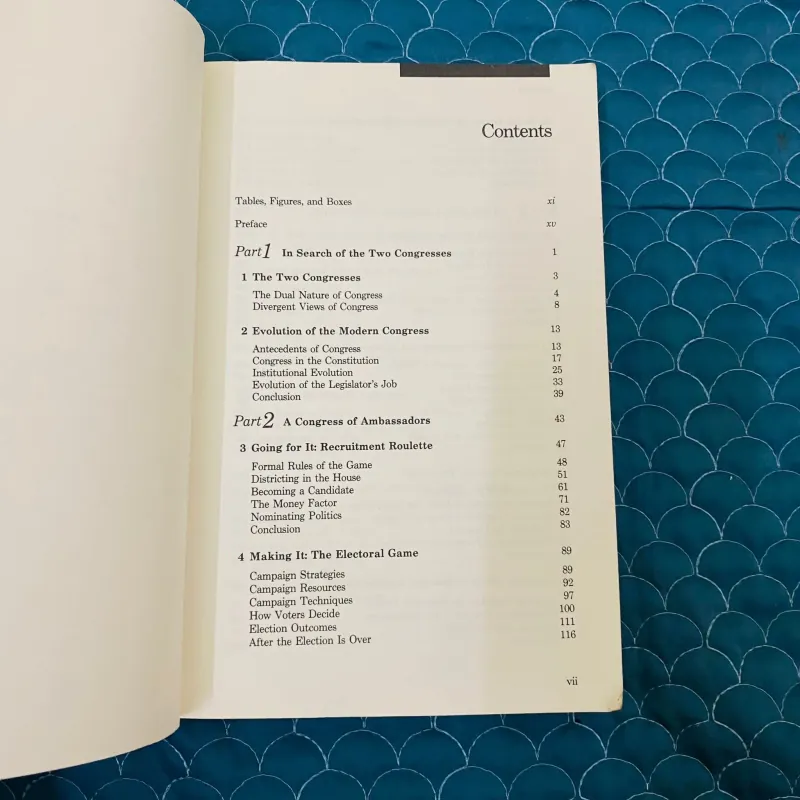 Contents
Tables, Figures, and Boxes xi
Preface xv
Part 1 In Search of the Two Congresses 1
1 The Two Congresses 3
The Dual Nature of Congress 4
Divergent Views of Congress 8
2 Evolution of the Modern Congress 13
Antecedents of Congress 13
Congress in the Constitution 17
Institutional Evolution 25
Evolution of the Legislator's Job 33
Conclusion 39
Part 2 A Congress of Ambassadors 43
3 Going for It: Recruitment Roulette 47
Formal Rules of the Game 48
Districting in the House 51
Becoming a Candidate 61
The Money Factor 71
Nominating Politics 82
Conclusion 83
4 Making It: The Electoral Game 89
Campaign Strategies 89
Campaign Resources 92
Campaign Techniques 97
How Voters Decide 100
Election Outcomes 111
After the Election Is Over 116
vii